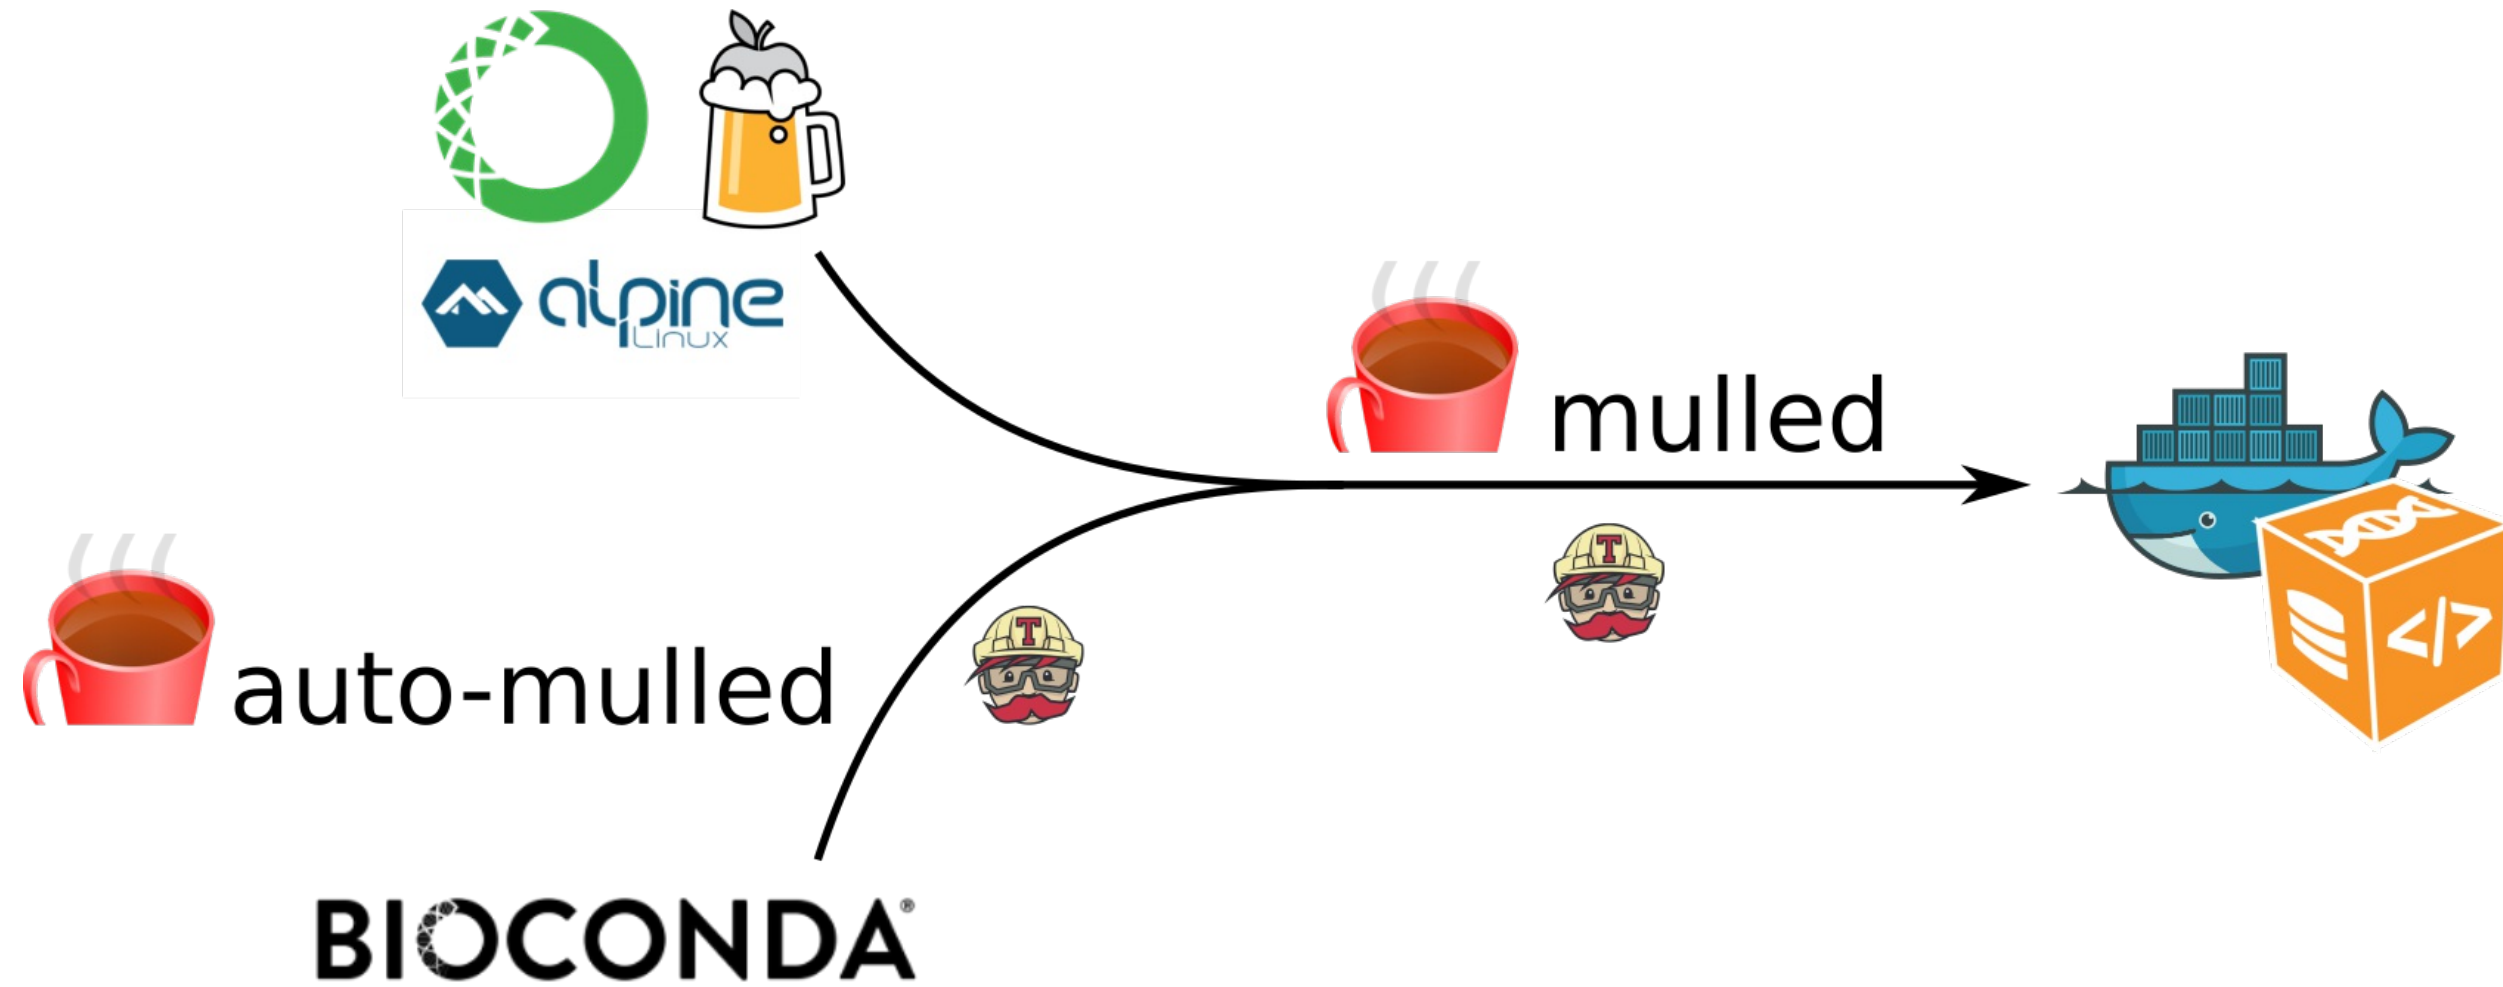 alpine
Linux
mulled
T
T
auto-mulled
</>
BIOCONDA®